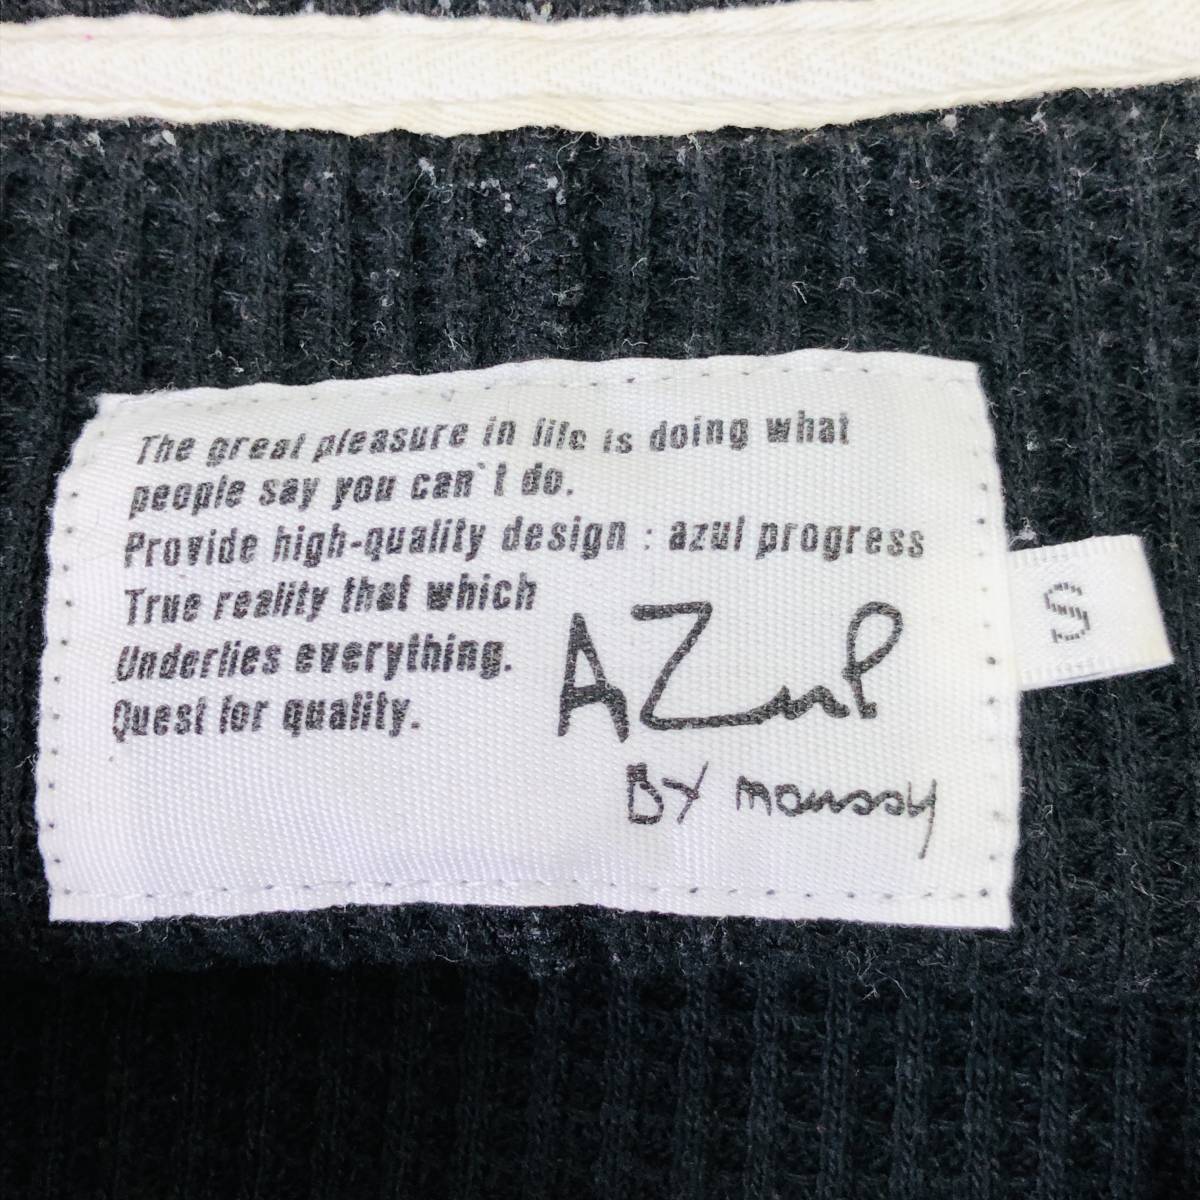 The great pleasure in life is doing what
people say you can`t do.
Provide high-quality design : azul progress
True reality that which
Underlies everything.
Quest for quality.
AZUL
BY moussy
S